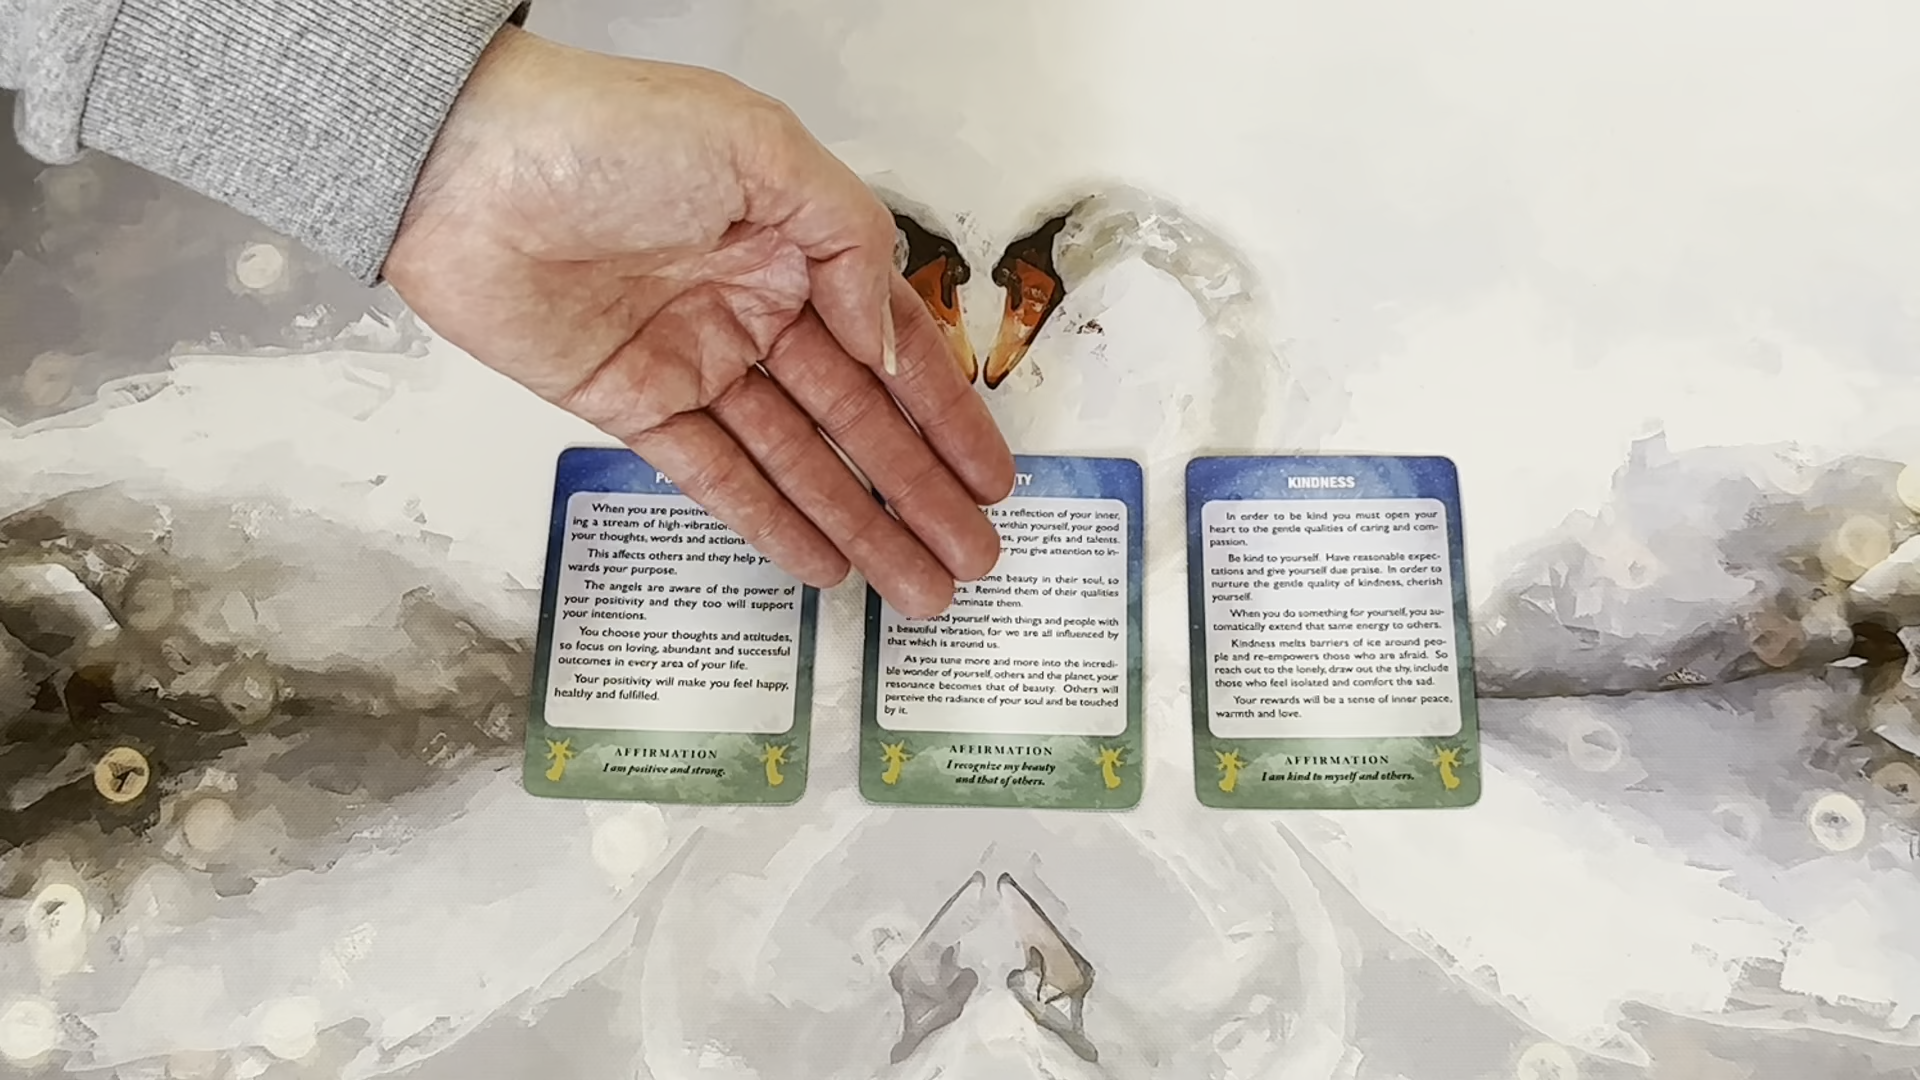 When you are positive
ing a stream of high-vibration
your thoughts, words and actions
This affects others and they help
wards your purpose.
The angels are aware of the power of
your positivity and they too will support
your intentions.
You choose your thoughts and attitudes,
so focus on loving, abundant and successful
outcomes in every area of your life.
Your positivity will make you feel happy,
healthy and fulfilled.
AFFIRMATION
I am positive and strong.
is a reflection of your inner,
within yourself, your good
your gifts and talents.
you give attention to in-
beauty in their soul, so
Remind them of their qualities
them.
yourself with things and people with
a beautiful vibration, for we are all influenced by
that which is around us.
As you tune more and more into the incredi-
ble wonder of yourself, others and the planet, your
resonance becomes that of beauty. Others will
perceive the radiance of your soul and be touched
by it.
AFFIRMATION
I recognize my beauty
and that of others.
KINDNESS
In order to be kind you must open your
heart to the gentle qualities of caring and com-
passion.
Be kind to yourself. Have reasonable expec-
tations and give yourself due praise. In order to
nurture the gentle quality of kindness, cherish
yourself.
When you do something for yourself, you au-
tomatically extend that same energy to others.
Kindness melts barriers of ice around peo-
ple and re-empowers those who are afraid. So
reach out to the lonely, draw out the shy, include
those who feel isolated and comfort the sad.
Your rewards will be a sense of inner peace,
warmth and love.
AFFIRMATION
I am kind to myself and others.